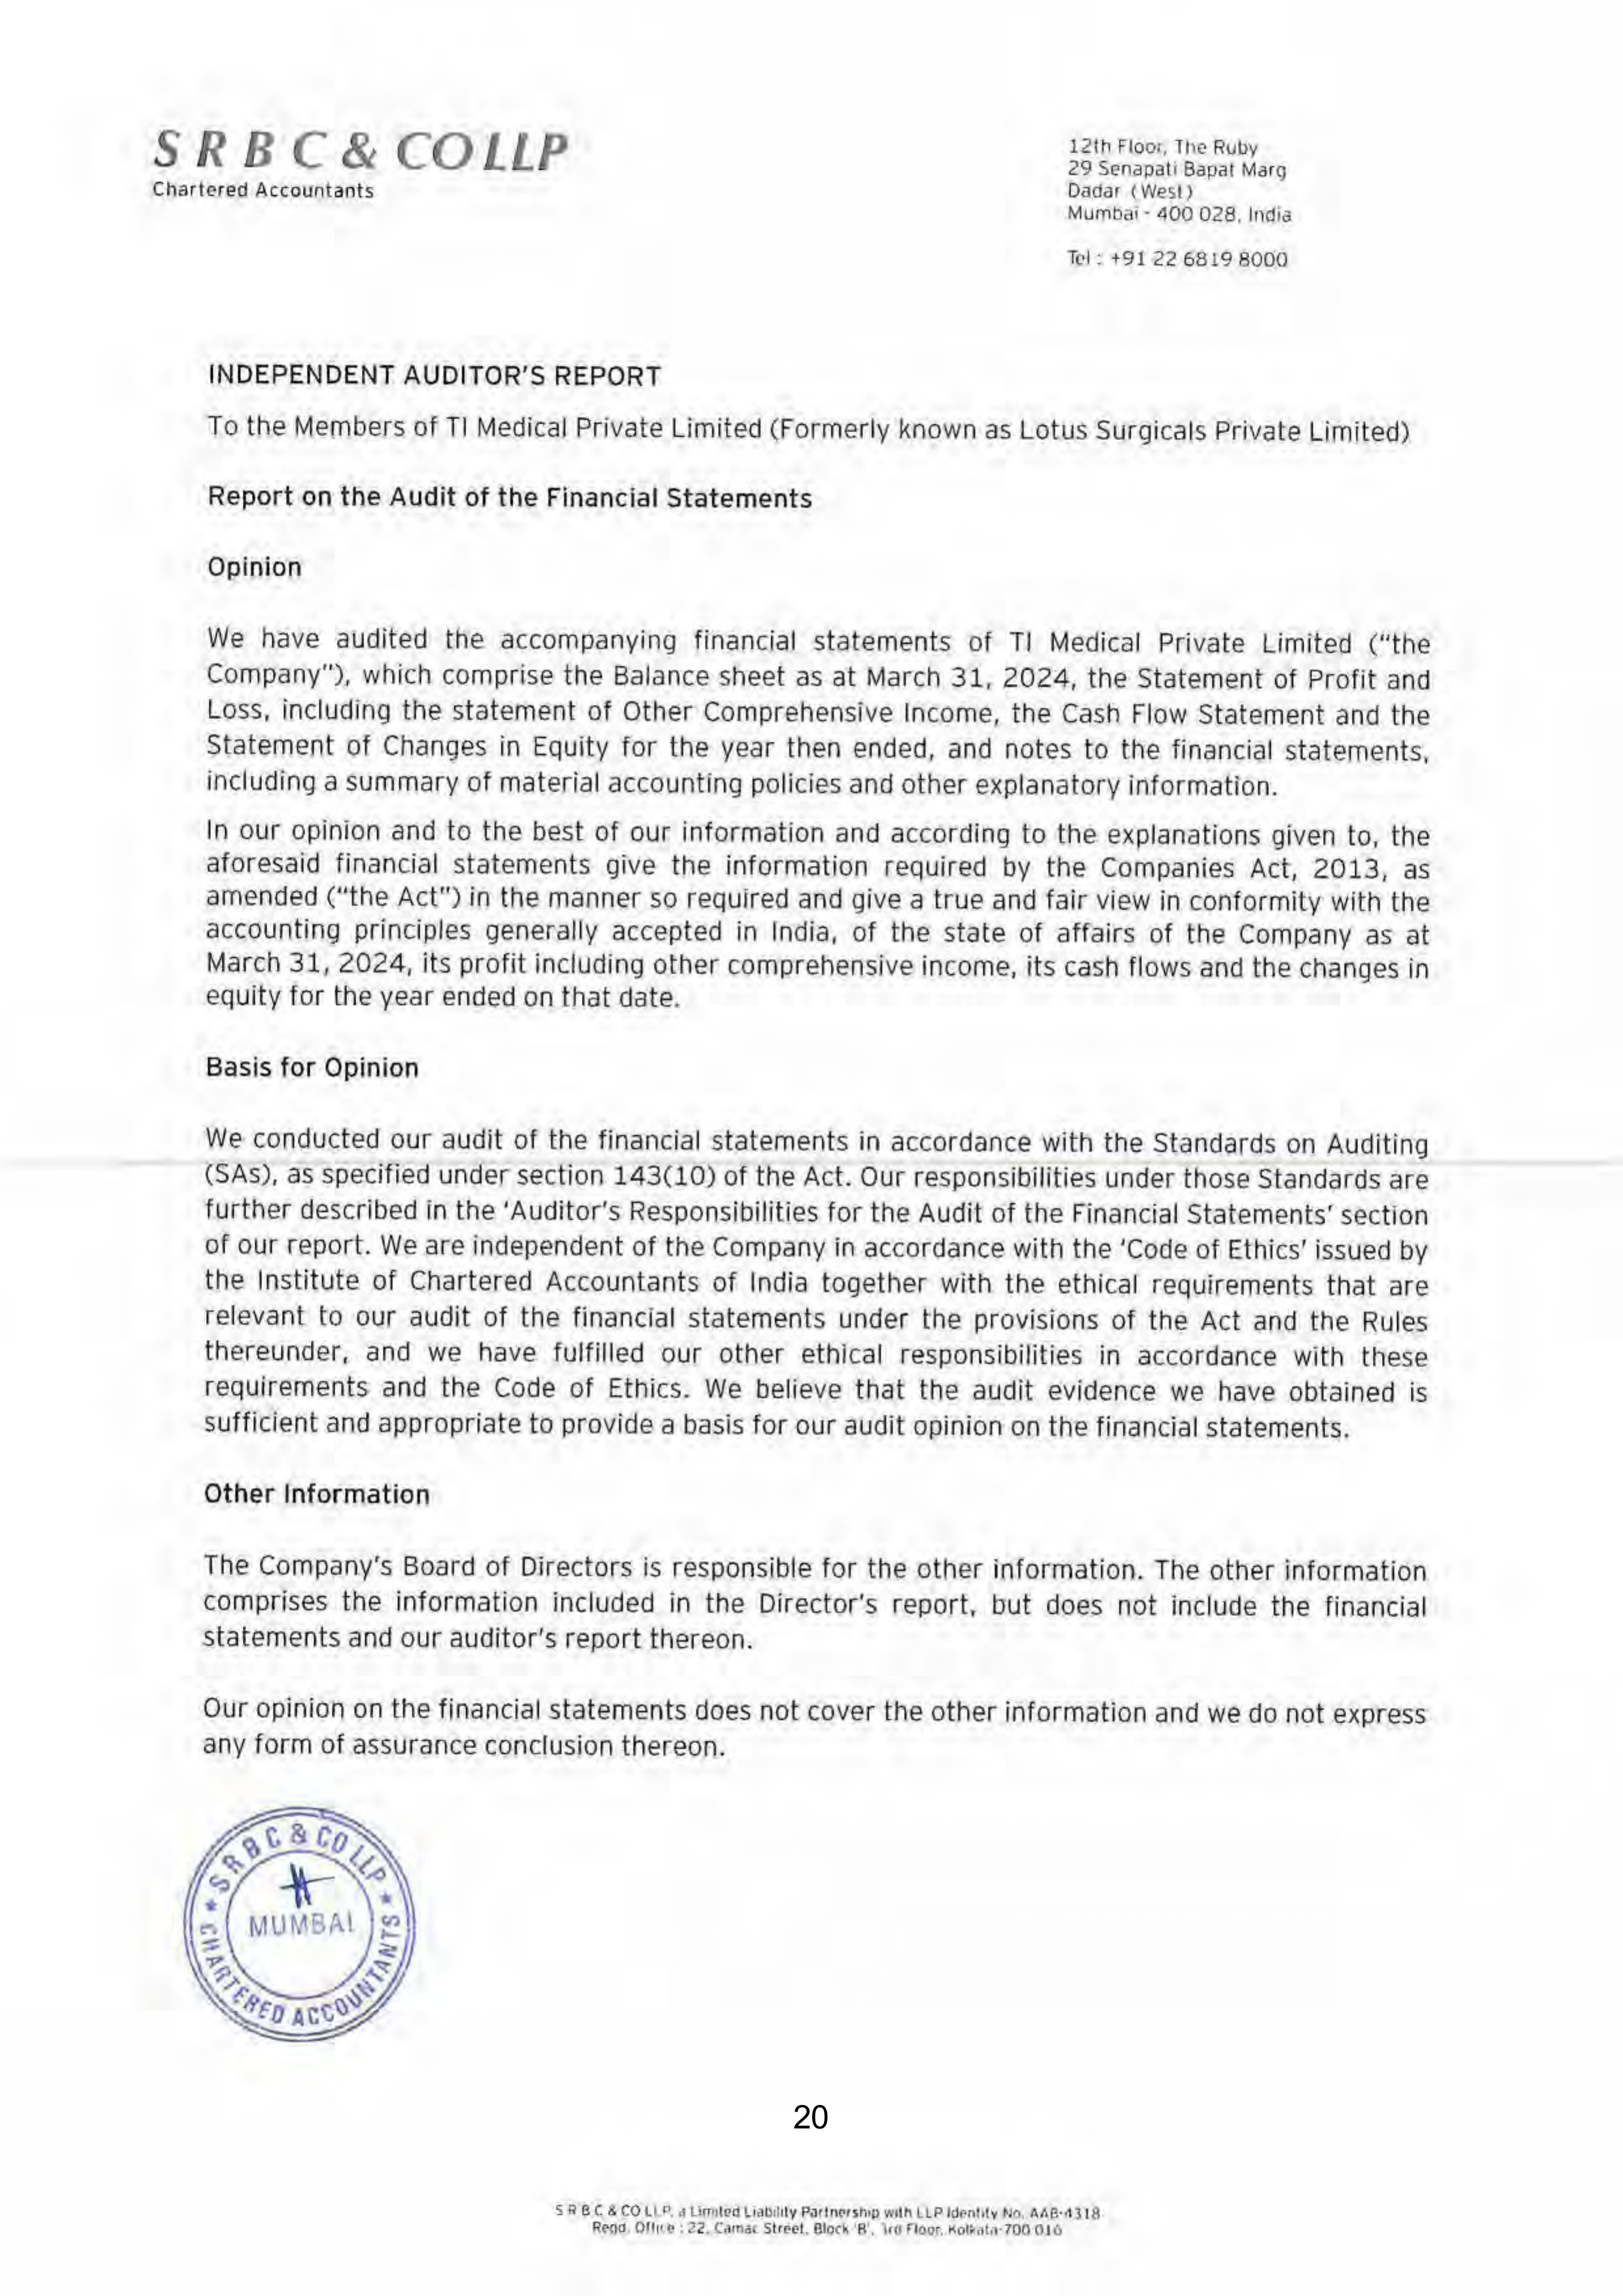 S R B C & CO LLP
Chartered Accountants
12th Floor, The Ruby
29 Senapati Bapat Marg
Dadar (West)
Mumbai - 400 028, India
Tel : +91 22 6819 8000
INDEPENDENT AUDITOR'S REPORT
To the Members of TI Medical Private Limited (Formerly known as Lotus Surgicals Private Limited)
Report on the Audit of the Financial Statements
Opinion
We have audited the accompanying financial statements of TI Medical Private Limited ("the
Company"), which comprise the Balance sheet as at March 31, 2024, the Statement of Profit and
Loss, including the statement of Other Comprehensive Income, the Cash Flow Statement and the
Statement of Changes in Equity for the year then ended, and notes to the financial statements,
including a summary of material accounting policies and other explanatory information.
In our opinion and to the best of our information and according to the explanations given to, the
aforesaid financial statements give the information required by the Companies Act, 2013, as
amended ("the Act") in the manner so required and give a true and fair view in conformity with the
accounting principles generally accepted in India, of the state of affairs of the Company as at
March 31, 2024, its profit including other comprehensive income, its cash flows and the changes in
equity for the year ended on that date.
Basis for Opinion
We conducted our audit of the financial statements in accordance with the Standards on Auditing
(SAs), as specified under section 143(10) of the Act. Our responsibilities under those Standards are
further described in the 'Auditor's Responsibilities for the Audit of the Financial Statements' section
of our report. We are independent of the Company in accordance with the 'Code of Ethics' issued by
the Institute of Chartered Accountants of India together with the ethical requirements that are
relevant to our audit of the financial statements under the provisions of the Act and the Rules
thereunder, and we have fulfilled our other ethical responsibilities in accordance with these
requirements and the Code of Ethics. We believe that the audit evidence we have obtained is
sufficient and appropriate to provide a basis for our audit opinion on the financial statements.
Other Information
The Company's Board of Directors is responsible for the other information. The other information
comprises the information included in the Director's report, but does not include the financial
statements and our auditor's report thereon.
Our opinion on the financial statements does not cover the other information and we do not express
any form of assurance conclusion thereon.
* S R B C & CO LLP *
MUMBAI
CHARTERED ACCOUNTANTS
20
S R B C & CO LLP, a Limited Liability Partnership with LLP Identity No. AAB-4318
Regd. Office : 22, Camac Street, Block 'B', 3rd Floor, Kolkata-700 016